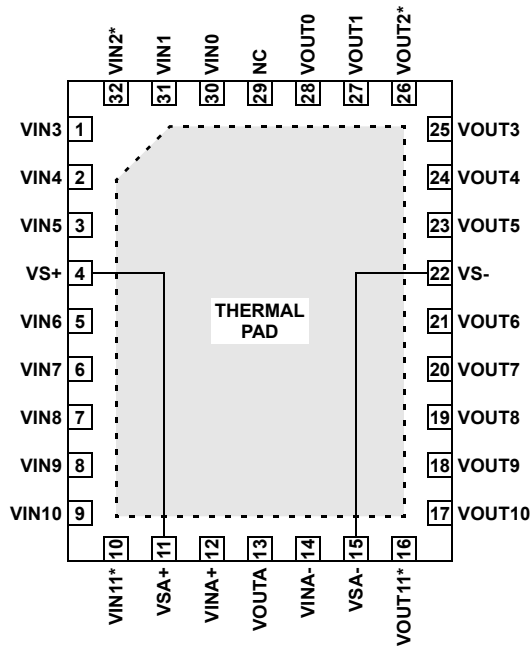 VIN2*
VIN1
VIN0
NC
VOUT0
VOUT1
VOUT2*
32
31
30
29
28
27
26
VIN3 1
VIN4 2
VIN5 3
VS+ 4
VIN6 5
VIN7 6
VIN8 7
VIN9 8
VIN10 9
THERMAL
PAD
25 VOUT3
24 VOUT4
23 VOUT5
22 VS-
21 VOUT6
20 VOUT7
19 VOUT8
18 VOUT9
17 VOUT10
10
11
12
13
14
15
16
VIN11*
VSA+
VINA+
VOUTA
VINA-
VSA-
VOUT11*